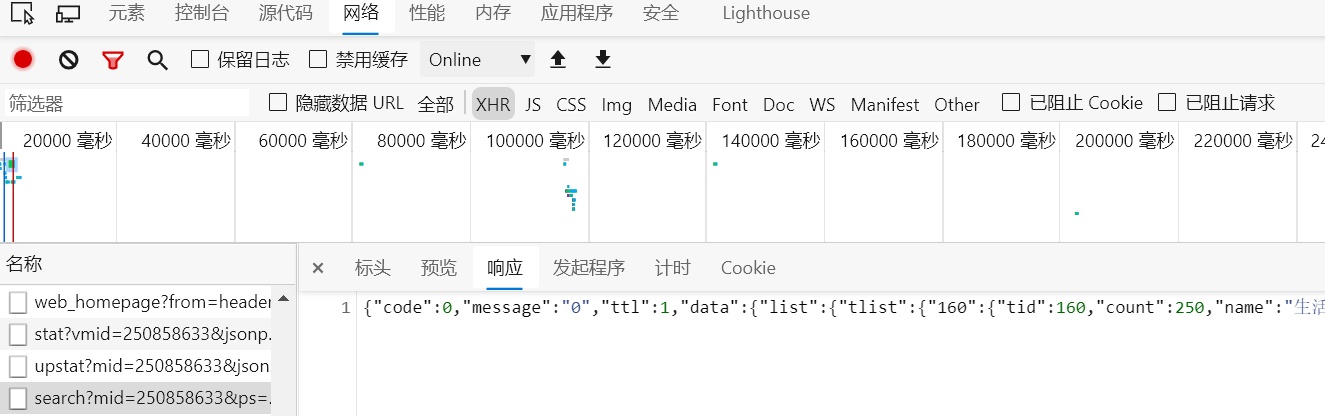 元素 控制台 源代码 网络 性能 内存 应用程序 安全 Lighthouse
保留日志 禁用缓存 Online
筛选器 隐藏数据 URL 全部 XHR JS CSS Img Media Font Doc WS Manifest Other 已阻止 Cookie 已阻止请求
20000 毫秒 40000 毫秒 60000 毫秒 80000 毫秒 100000 毫秒 120000 毫秒 140000 毫秒 160000 毫秒 180000 毫秒 200000 毫秒 220000 毫秒 24
名称 × 标头 预览 响应 发起程序 计时 Cookie
web_homepage?from=header 1 {"code":0,"message":"0","ttl":1,"data":{"list":{"tlist":{"160":{"tid":160,"count":250,"name":"生活
stat?vmid=250858633&jsonp.
upstat?mid=250858633&json
search?mid=250858633&ps=..